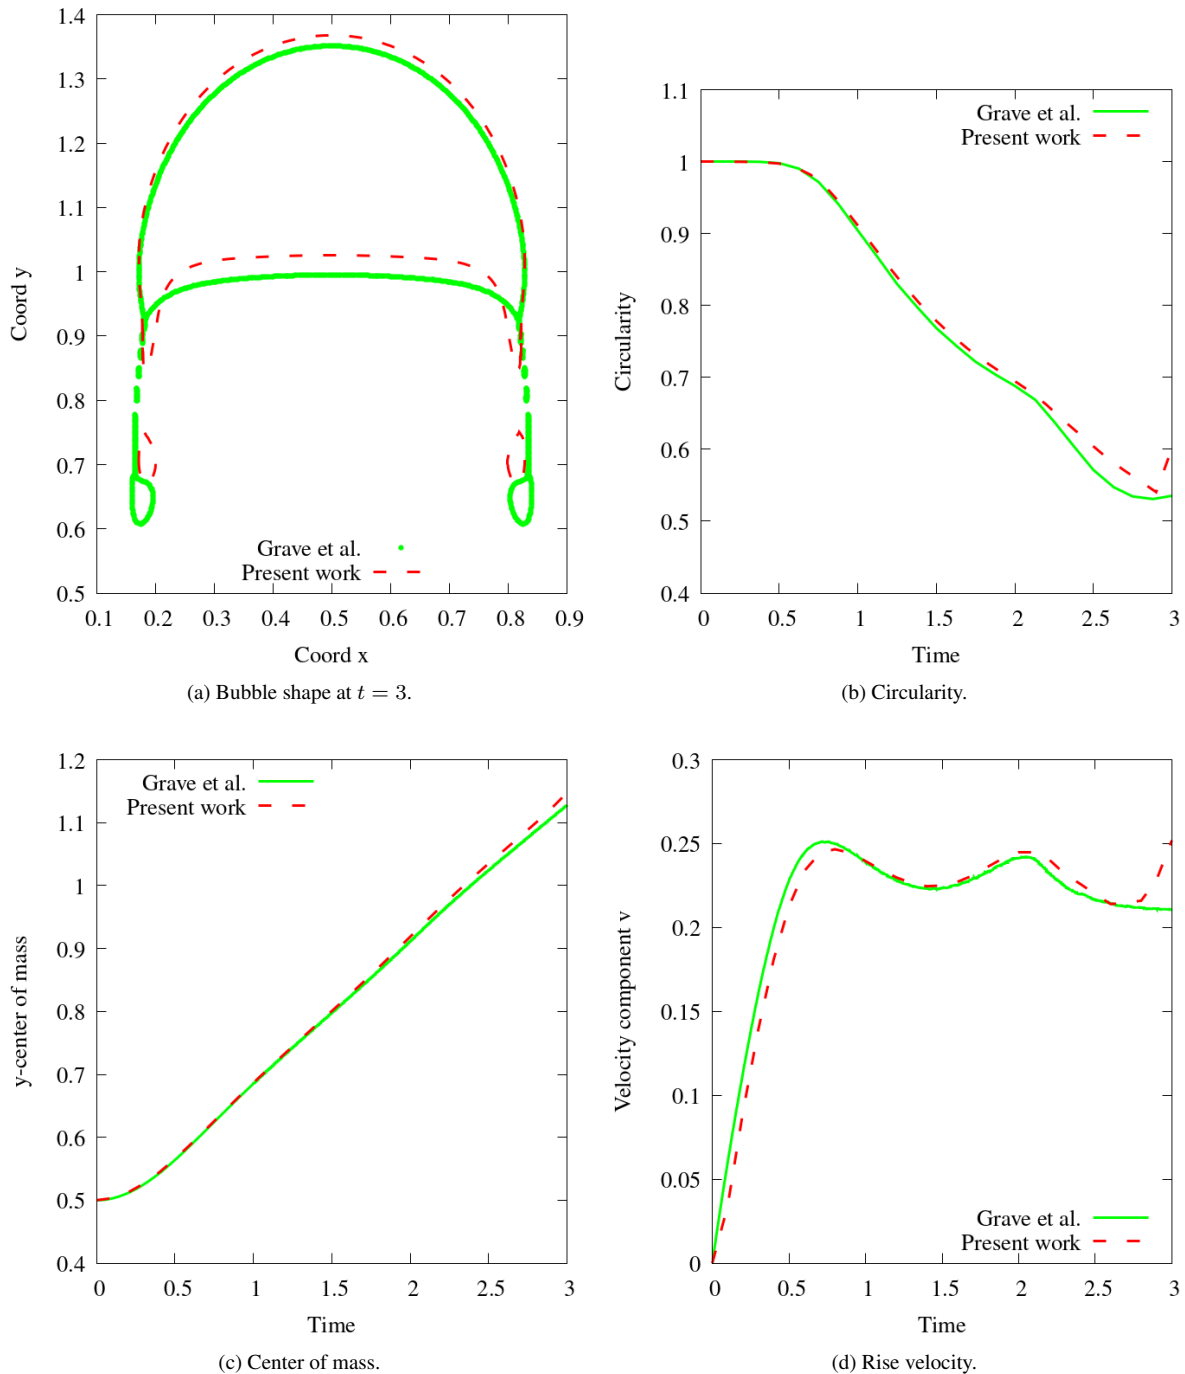 1.4
1.3
1.2
1.1
1
0.9
0.8
0.7
0.6
0.5
0.1 0.2 0.3 0.4 0.5 0.6 0.7 0.8 0.9
Coord y
Coord x
Grave et al.
Present work
(a) Bubble shape at t = 3.
1.1
1
0.9
0.8
0.7
0.6
0.5
0.4
0 0.5 1 1.5 2 2.5 3
Circularity
Time
Grave et al.
Present work
(b) Circularity.
1.2
1.1
1
0.9
0.8
0.7
0.6
0.5
0.4
0 0.5 1 1.5 2 2.5 3
y-center of mass
Time
Grave et al.
Present work
(c) Center of mass.
0.3
0.25
0.2
0.15
0.1
0.05
0
0 0.5 1 1.5 2 2.5 3
Velocity component v
Time
Grave et al.
Present work
(d) Rise velocity.